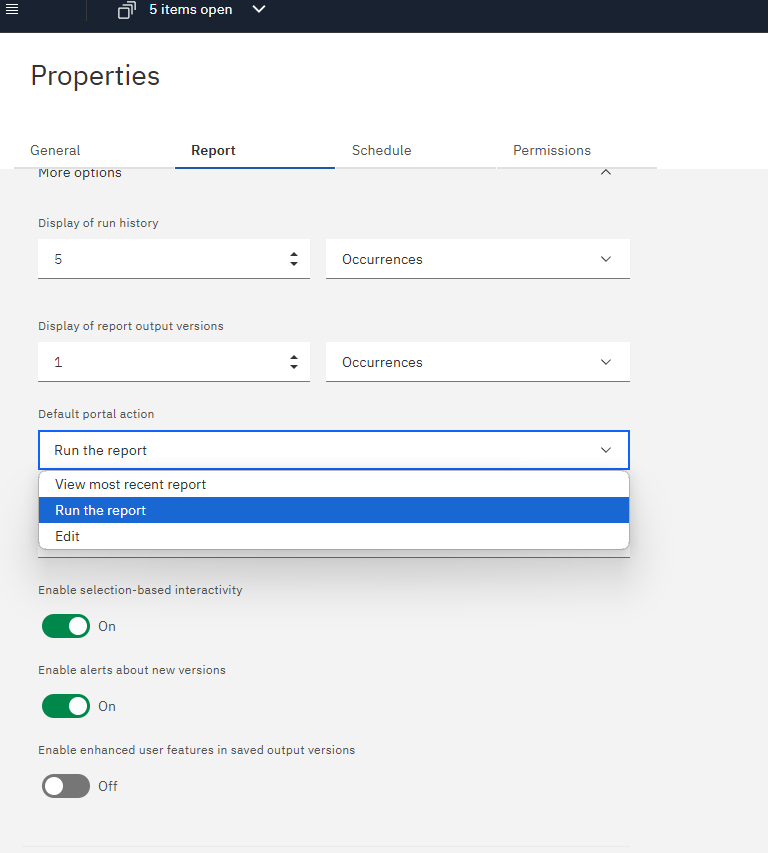 5 items open
Properties
General Report Schedule Permissions
More options
Display of run history
5 Occurrences
Display of report output versions
1 Occurrences
Default portal action
Run the report
View most recent report
Run the report
Edit
Enable selection-based interactivity
On
Enable alerts about new versions
On
Enable enhanced user features in saved output versions
Off